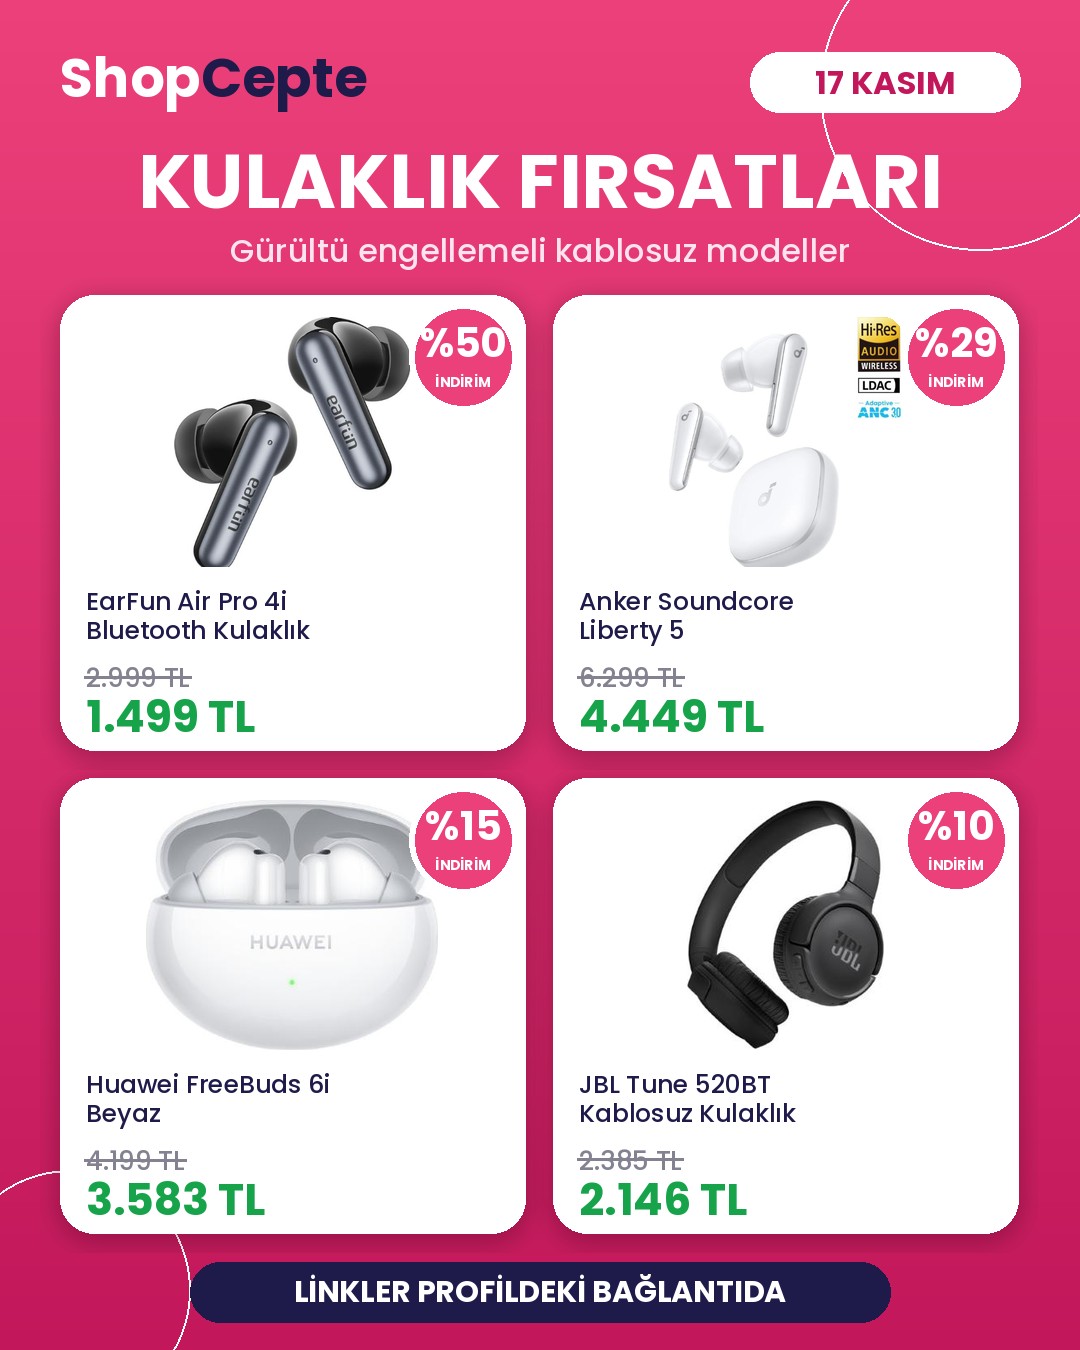 ShopCepte
17 KASIM
KULAKLIK FIRSATLARI
Gürültü engellemeli kablosuz modeller
%50
İNDİRİM
earfun
earfun
EarFun Air Pro 4i
Bluetooth Kulaklık
2.999 TL
1.499 TL
Hi-Res
AUDIO
WIRELESS
LDAC
Adaptive
ANC 3.0
%29
İNDİRİM
Anker Soundcore
Liberty 5
6.299 TL
4.449 TL
%15
İNDİRİM
HUAWEI
Huawei FreeBuds 6i
Beyaz
4.199 TL
3.583 TL
%10
İNDİRİM
JBL
JBL Tune 520BT
Kablosuz Kulaklık
2.385 TL
2.146 TL
LİNKLER PROFİLDEKİ BAĞLANTIDA